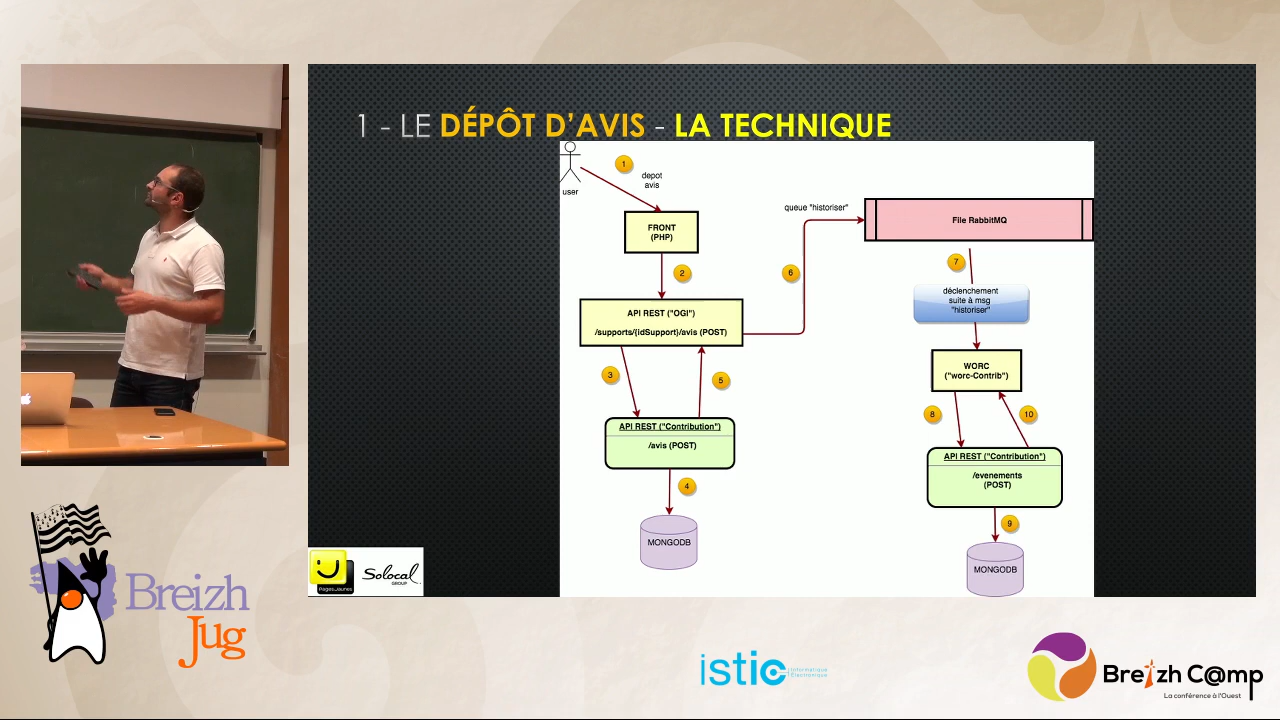 1 - LE DÉPÔT D'AVIS - LA TECHNIQUE
1
depot
avis
user
FRONT
(PHP)
2
API REST ("OGI")
/supports/{idSupport}/avis (POST)
3
5
API REST ("Contribution")
/avis (POST)
4
MONGODB
queue "historiser"
6
File RabbitMQ
7
déclenchement
suite à msg
"historiser"
WORC
("worc-Contrib")
8
10
API REST ("Contribution")
/evenements
(POST)
9
MONGODB
PagesJaunes
Solocal
GROUP
Breizh
Jug
istic
Informatique
Électronique
Breizh C@mp
La conférence à l'Ouest